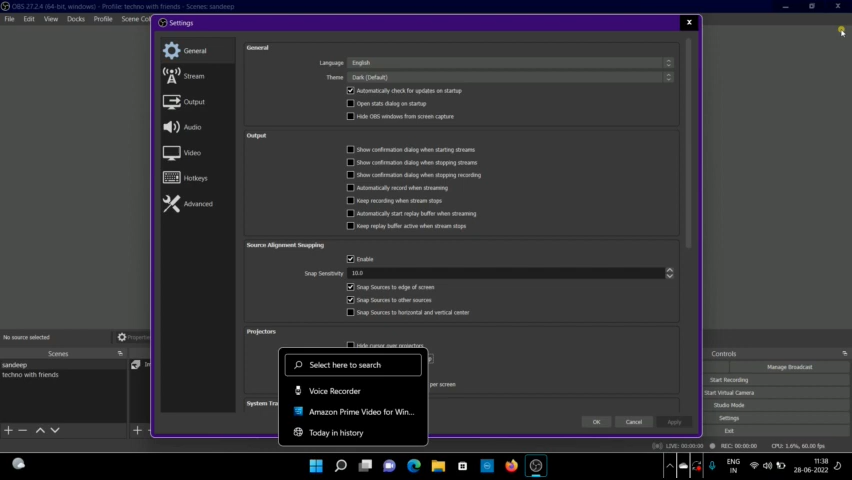 OBS 27.2.4 (64-bit, windows) - Profile: techno with friends - Scenes: sandeep
File Edit View Docks Profile Scene Col
Settings
General
Stream
Output
Audio
Video
Hotkeys
Advanced
General
Language English
Theme Dark (Default)
Automatically check for updates on startup
Open stats dialog on startup
Hide OBS windows from screen capture
Output
Show confirmation dialog when starting streams
Show confirmation dialog when stopping streams
Show confirmation dialog when stopping recording
Automatically record when streaming
Keep recording when stream stops
Automatically start replay buffer when streaming
Keep replay buffer active when stream stops
Source Alignment Snapping
Enable
Snap Sensitivity 10.0
Snap Sources to edge of screen
Snap Sources to other sources
Snap Sources to horizontal and vertical center
Projectors
Hide cursor over projectors
per screen
System Tra
OK Cancel Apply
Select here to search
Voice Recorder
Amazon Prime Video for Win...
Today in history
No source selected
Properti
Scenes
sandeep
techno with friends
Im
Controls
Manage Broadcast
Start Recording
Start Virtual Camera
Studio Mode
Settings
Exit
LIVE: 00:00:00 REC: 00:00:00 CPU: 1.6%, 60.00 fps
ENG
IN
11:38
28-06-2022